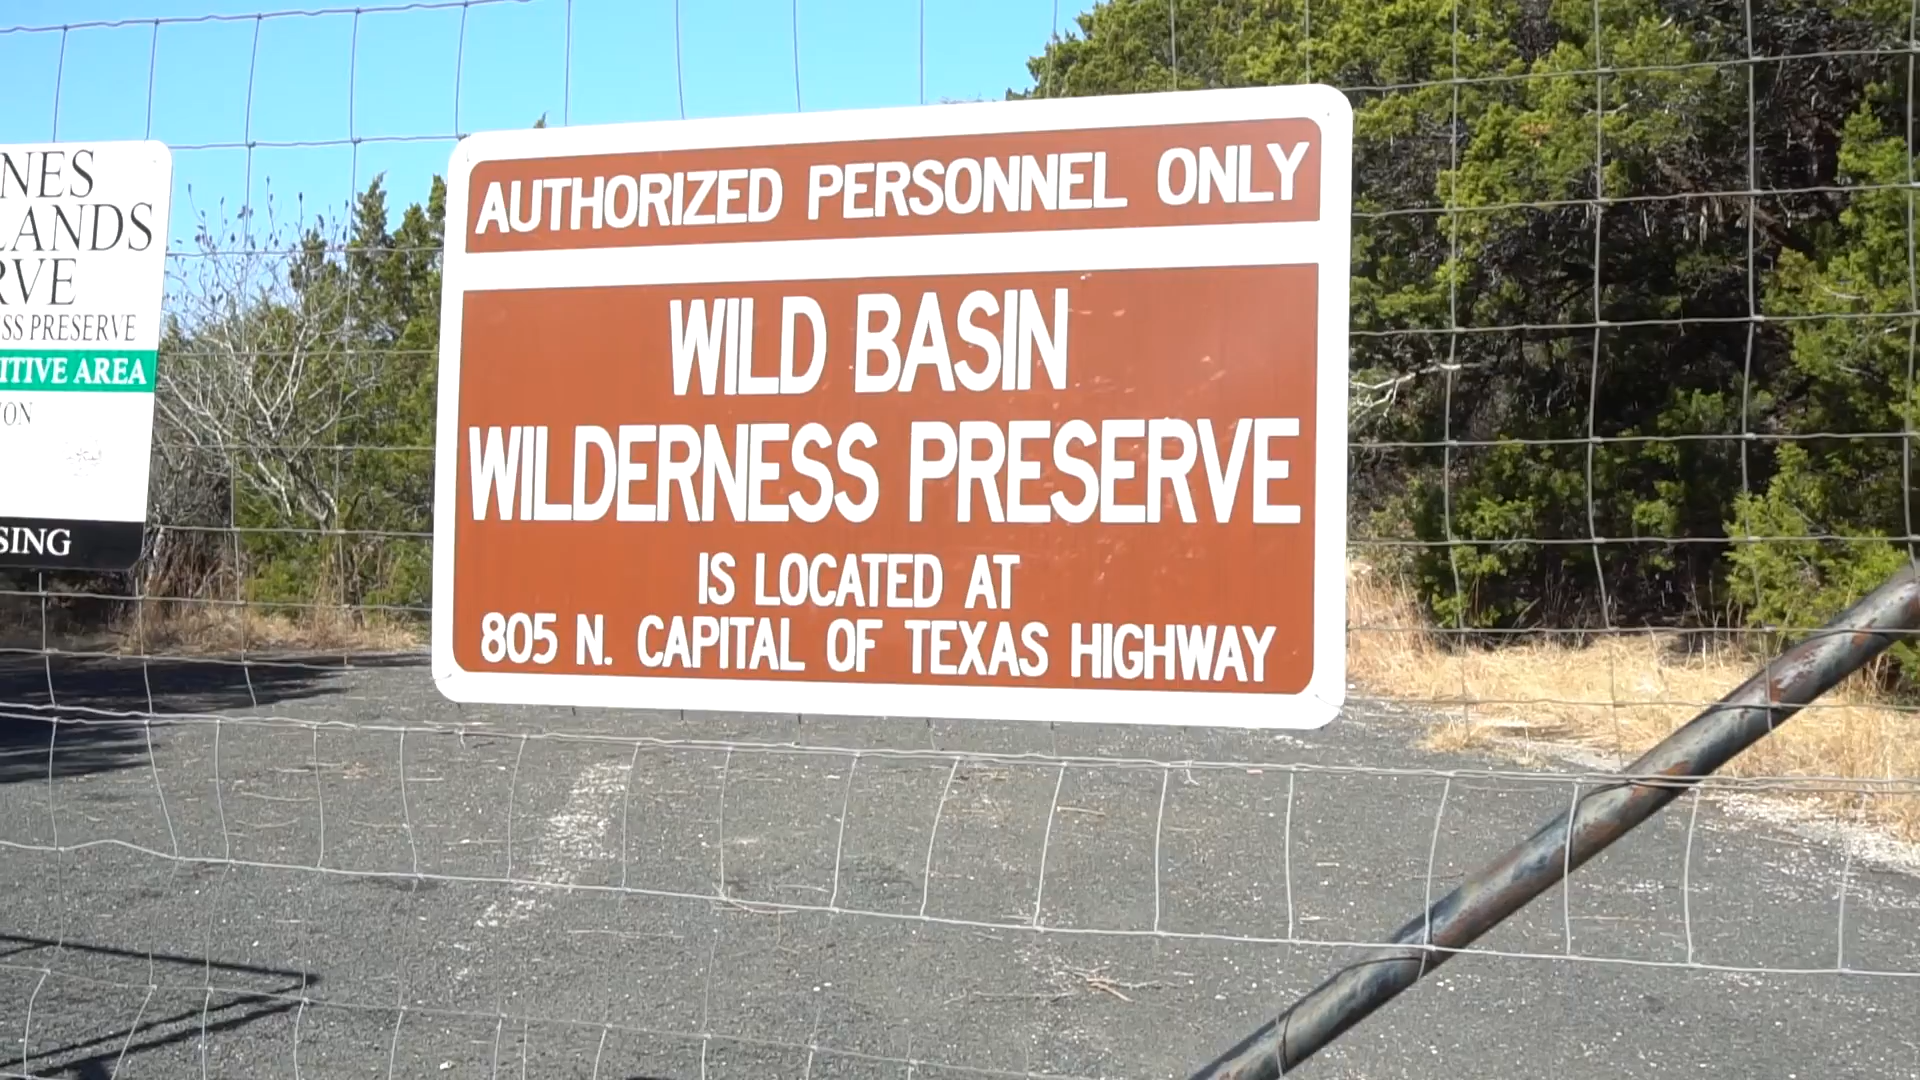 NES
LANDS
RVE
SS PRESERVE
ITIVE AREA
ON
SING
AUTHORIZED PERSONNEL ONLY
WILD BASIN
WILDERNESS PRESERVE
IS LOCATED AT
805 N. CAPITAL OF TEXAS HIGHWAY